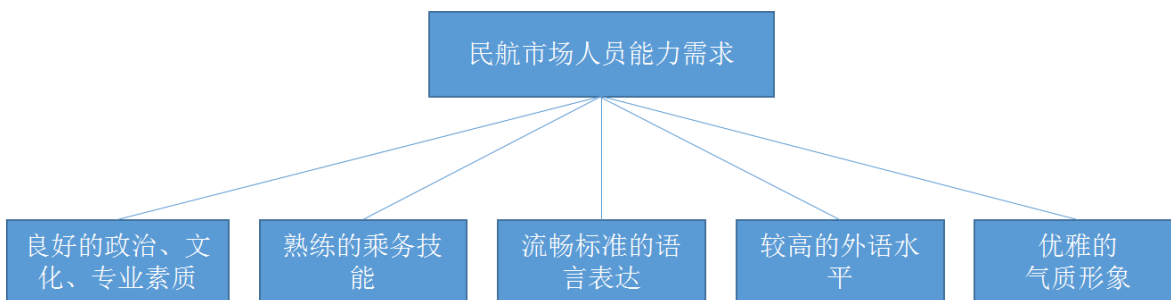 民航市场人员能力需求
良好的政治、文
化、专业素质
熟练的乘务技
能
流畅标准的语
言表达
较高的外语水
平
优雅的
气质形象